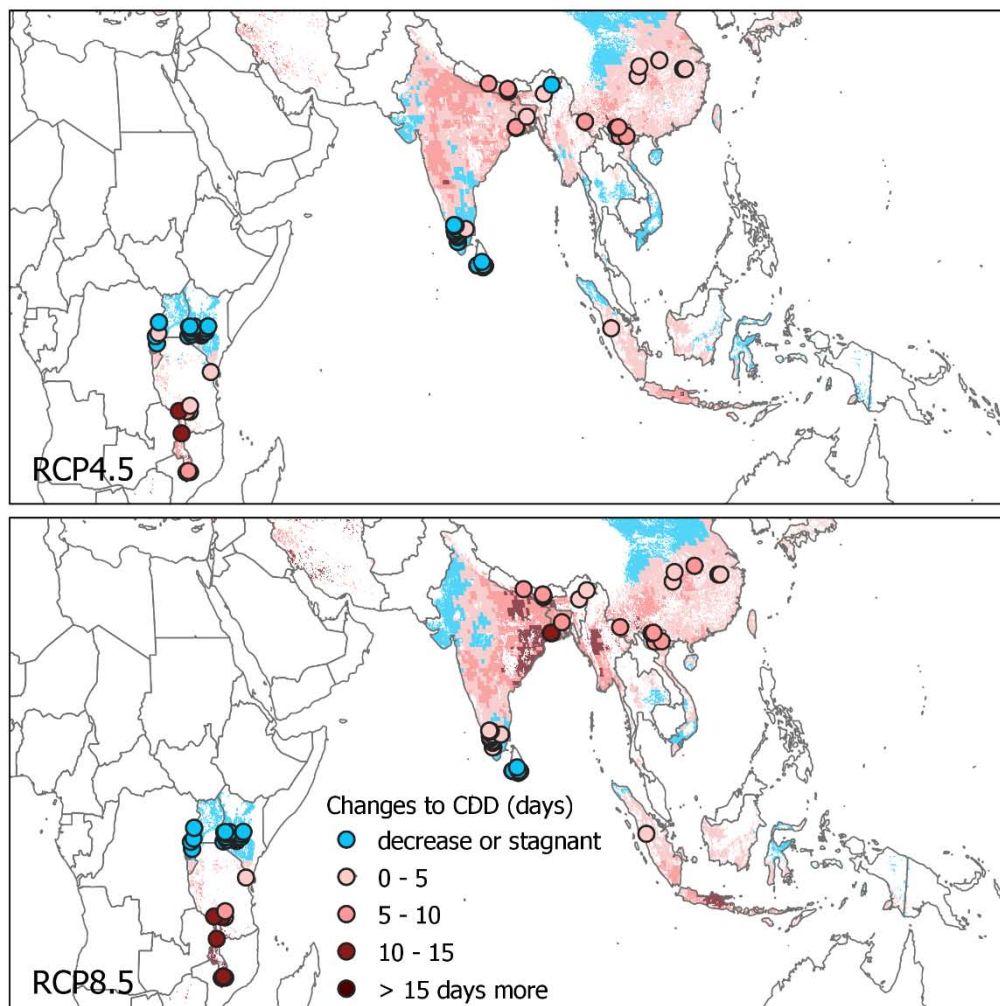 RCP4.5
Changes to CDD (days)
decrease or stagnant
0 - 5
5 - 10
10 - 15
> 15 days more
RCP8.5